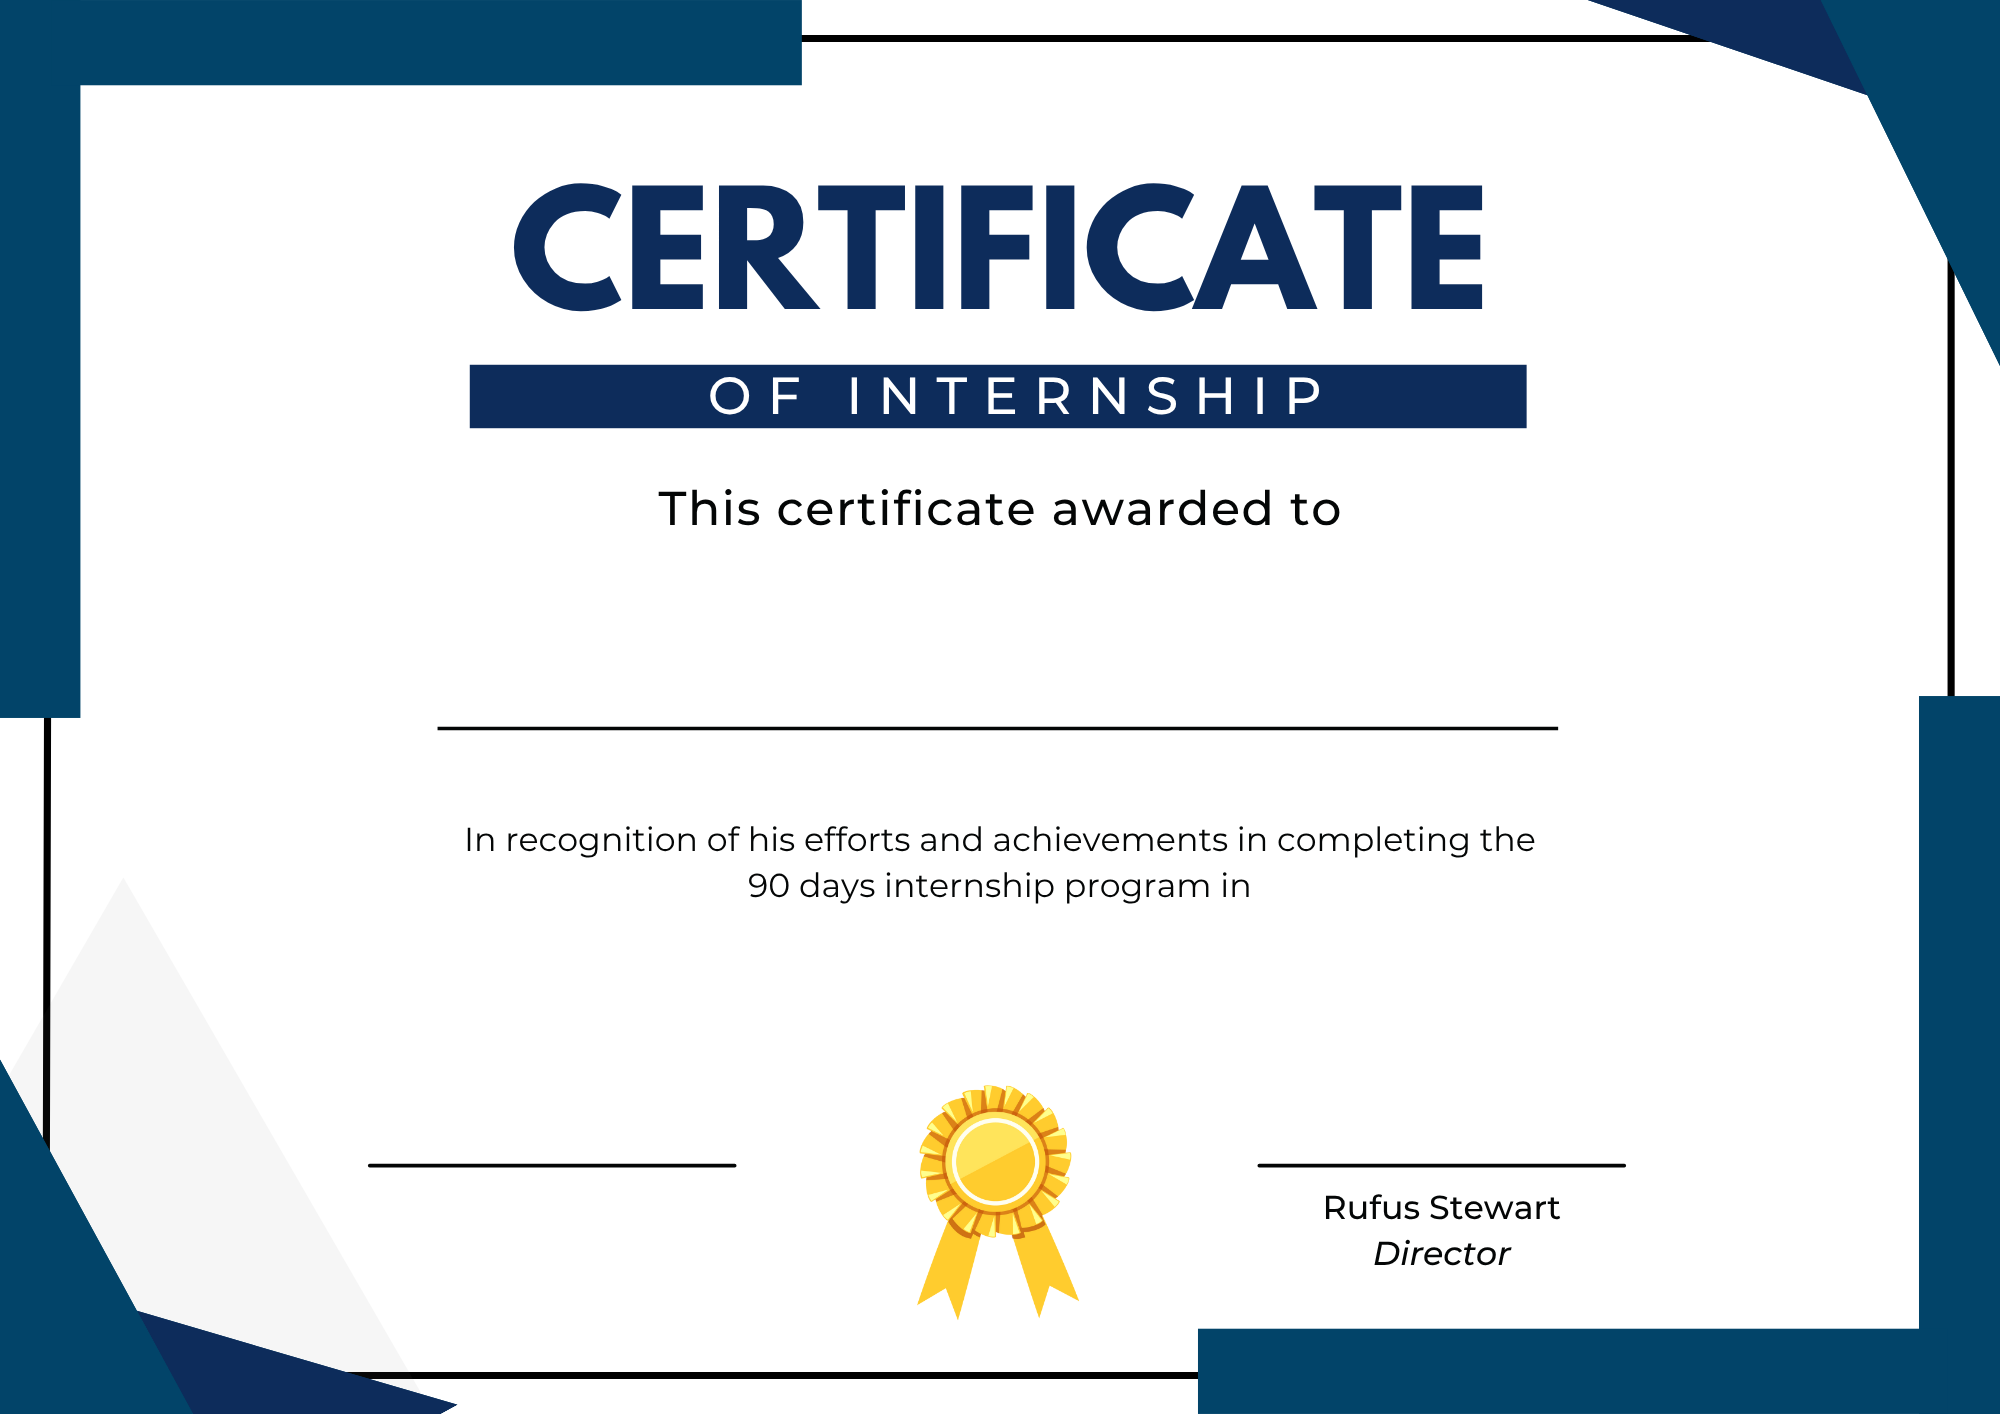 CERTIFICATE
OF INTERNSHIP
This certificate awarded to
In recognition of his efforts and achievements in completing the
90 days internship program in
Rufus Stewart
Director